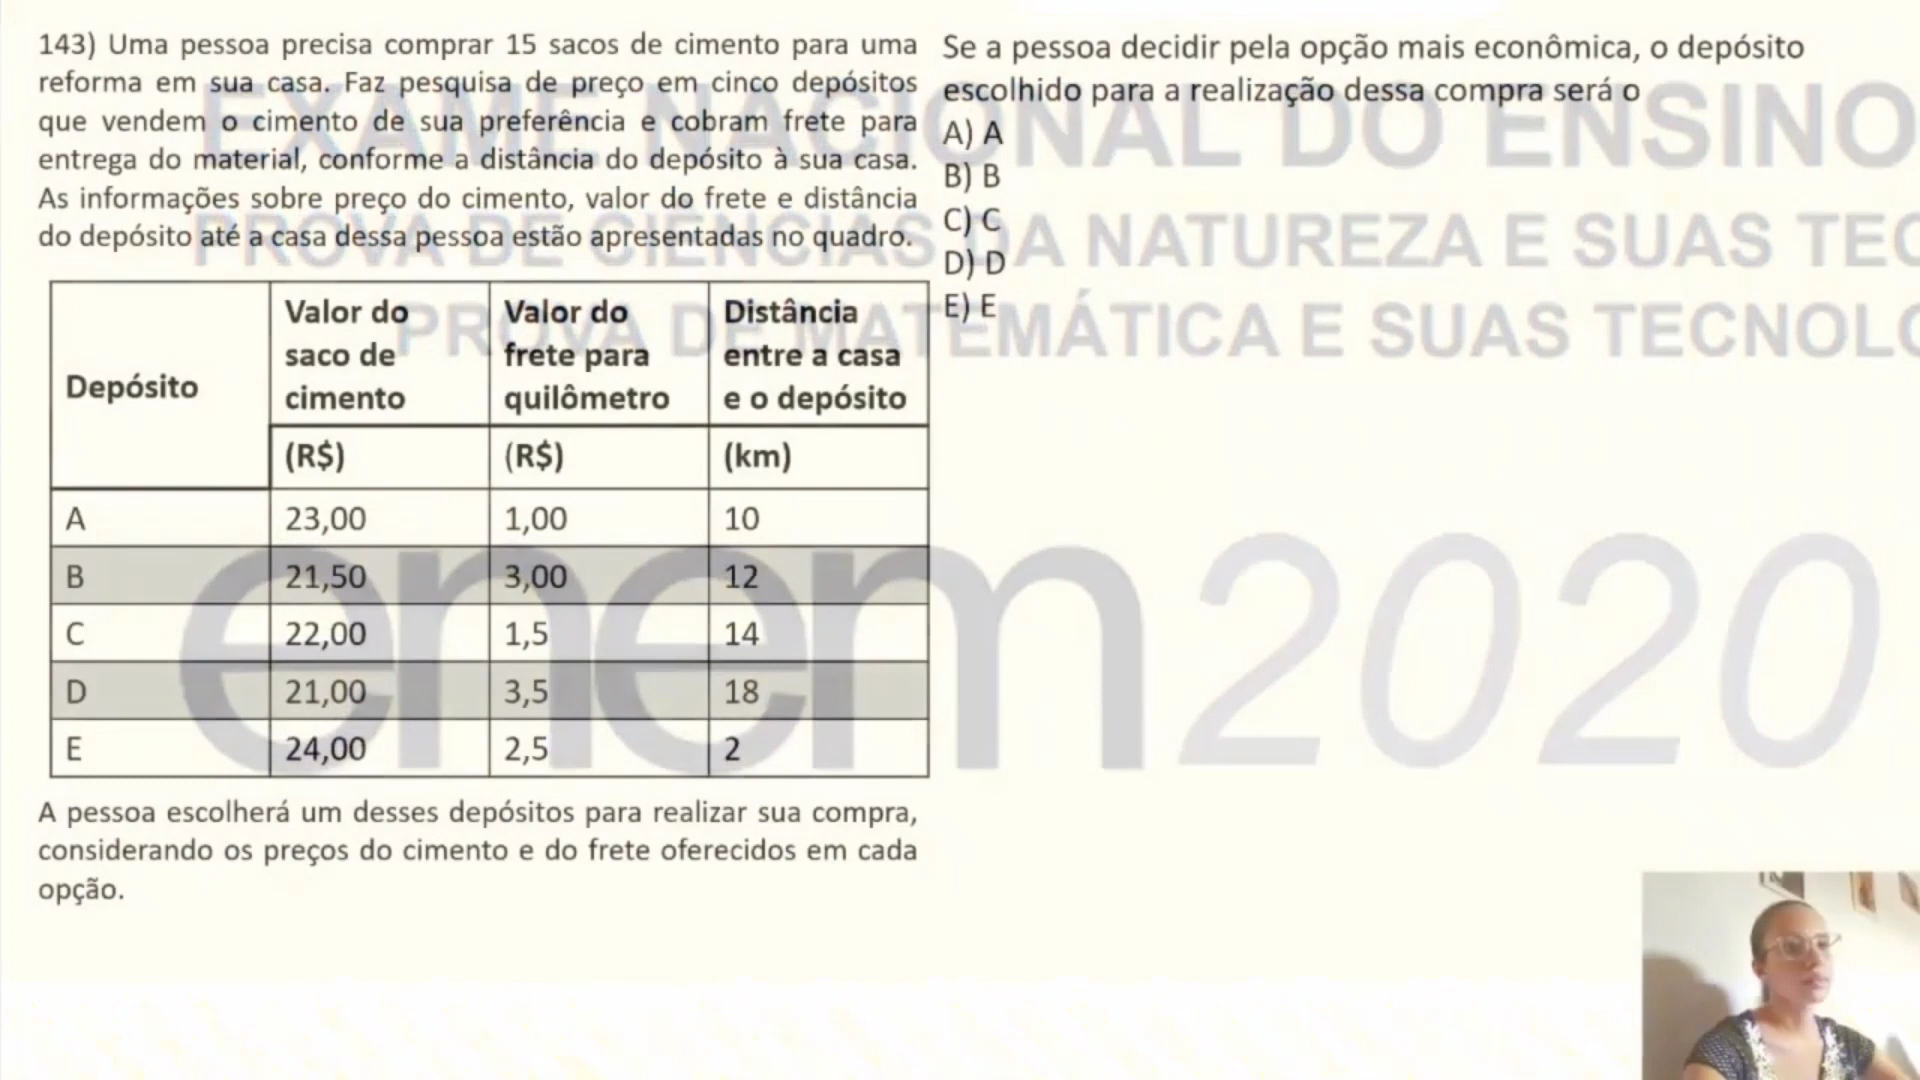 143) Uma pessoa precisa comprar 15 sacos de cimento para uma
reforma em sua casa. Faz pesquisa de preço em cinco depósitos
que vendem o cimento de sua preferência e cobram frete para
entrega do material, conforme a distância do depósito à sua casa.
As informações sobre preço do cimento, valor do frete e distância
do depósito até a casa dessa pessoa estão apresentadas no quadro.
Depósito
Valor do
saco de
cimento
Valor do
frete para
quilômetro
Distância
entre a casa
e o depósito
(R$) (R$) (km)
A 23,00 1,00 10
B 21,50 3,00 12
C 22,00 1,5 14
D 21,00 3,5 18
E 24,00 2,5 2
A pessoa escolherá um desses depósitos para realizar sua compra,
considerando os preços do cimento e do frete oferecidos em cada
opção.
Se a pessoa decidir pela opção mais econômica, o depósito
escolhido para a realização dessa compra será o
A) A
B) B
C) C
D) D
E) E
EXAME NACIONAL DO ENSINO
PROVA DE CIÊNCIAS DA NATUREZA E SUAS TEC
PROVA DE MATEMÁTICA E SUAS TECNOLO
enem2020